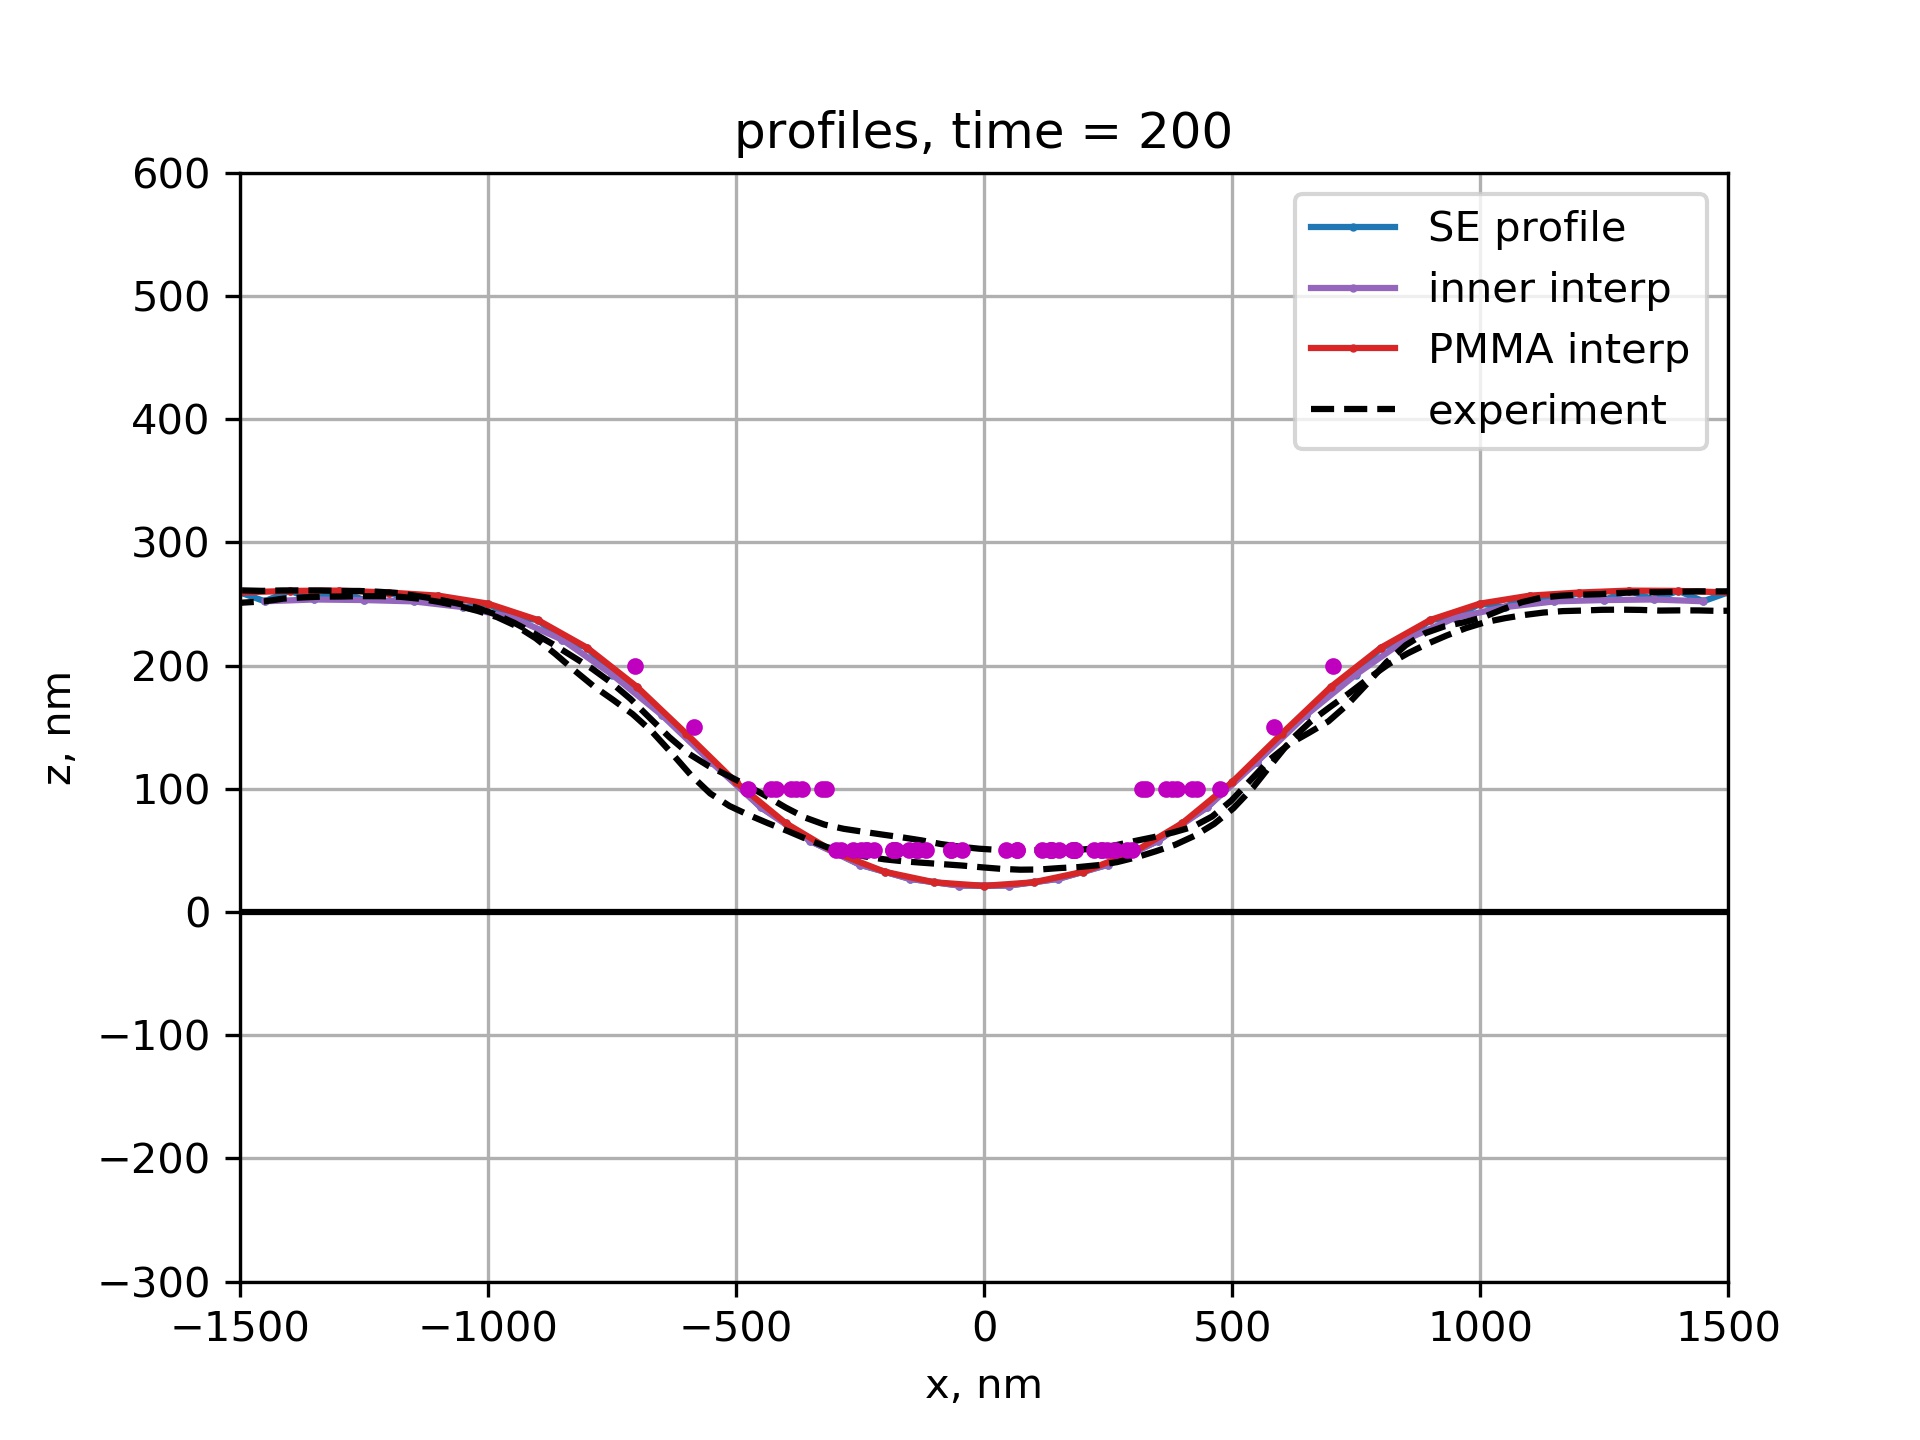 profiles, time = 200
600
500
400
300
200
100
0
−100
−200
−300
z, nm
SE profile
inner interp
PMMA interp
experiment
−1500 −1000 −500 0 500 1000 1500
x, nm